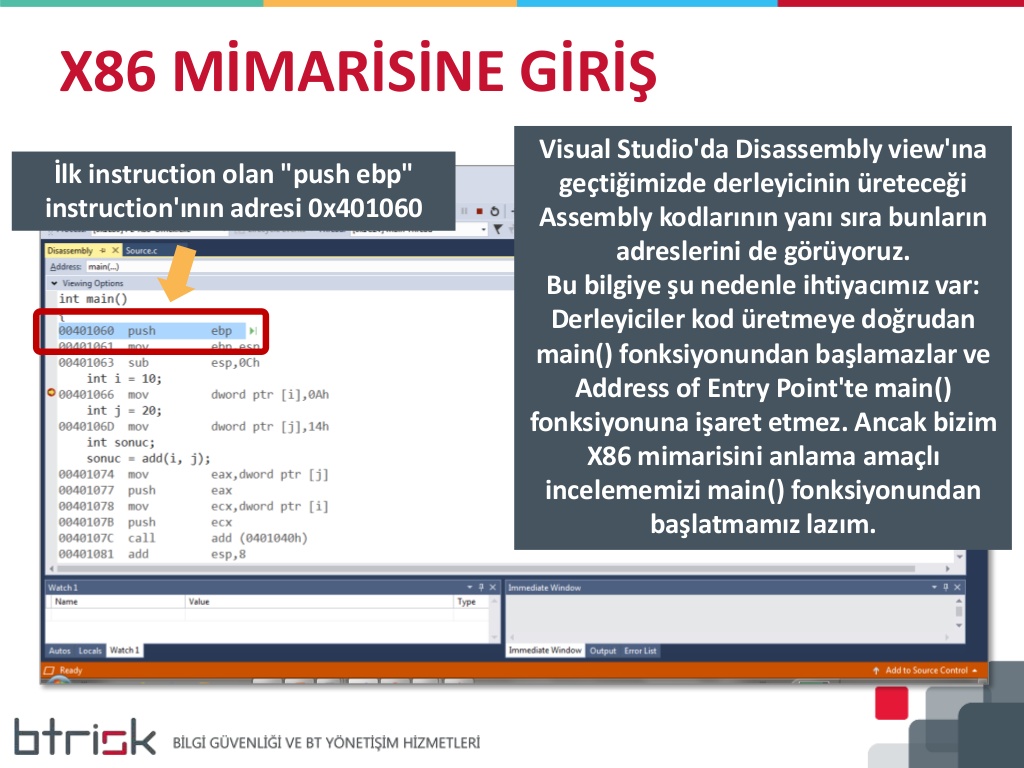 X86 MİMARİSİNE GİRİŞ
İlk instruction olan "push ebp"
instruction'ının adresi 0x401060
Visual Studio'da Disassembly view'ına
geçtiğimizde derleyicinin üreteceği
Assembly kodlarının yanı sıra bunların
adreslerini de görüyoruz.
Bu bilgiye şu nedenle ihtiyacımız var:
Derleyiciler kod üretmeye doğrudan
main() fonksiyonundan başlamazlar ve
Address of Entry Point'te main()
fonksiyonuna işaret etmez. Ancak bizim
X86 mimarisini anlama amaçlı
incelememizi main() fonksiyonundan
başlatmamız lazım.
Disassembly Source.c
Address: main(...)
Viewing Options
int main()
{
00401060 push ebp
00401061 mov ebp,esp
00401063 sub esp,0Ch
int i = 10;
00401066 mov dword ptr [i],0Ah
int j = 20;
0040106D mov dword ptr [j],14h
int sonuc;
sonuc = add(i, j);
00401074 mov eax,dword ptr [j]
00401077 push eax
00401078 mov ecx,dword ptr [i]
0040107B push ecx
0040107C call add (0401040h)
00401081 add esp,8
Watch 1
Name Value Type
Autos Locals Watch 1
Immediate Window
Immediate Window Output Error List
Ready
Add to Source Control
btrisk BİLGİ GÜVENLİĞİ VE BT YÖNETİŞİM HİZMETLERİ